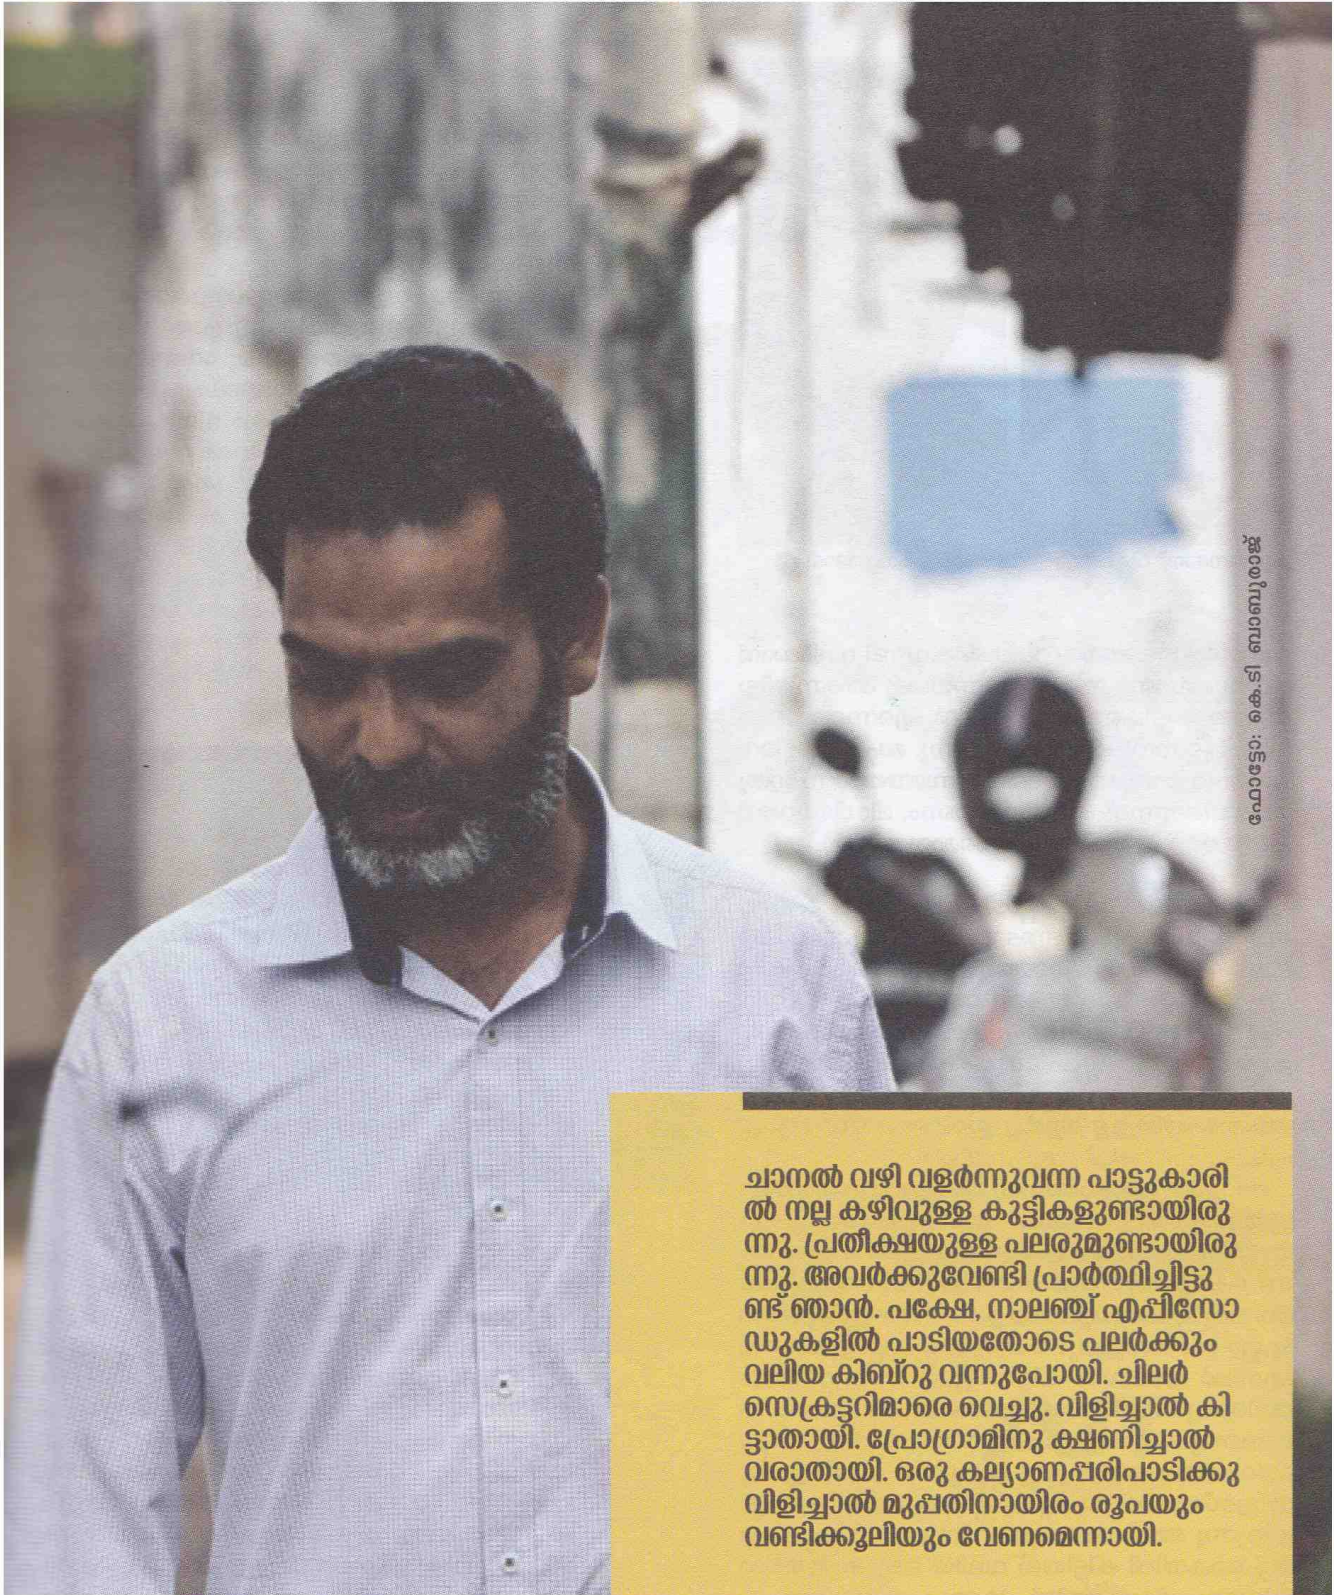 ഫോട്ടോ: കെ.ടി ബാബുരാജ്
ചാനൽ വഴി വളർന്നുവന്ന പാട്ടുകാരി
ൽ നല്ല കഴിവുള്ള കുട്ടികളുണ്ടായിരു
ന്നു. പ്രതീക്ഷയുള്ള പലരുമുണ്ടായിരു
ന്നു. അവർക്കുവേണ്ടി പ്രാർത്ഥിച്ചിട്ടു
ണ്ട് ഞാൻ. പക്ഷേ, നാലഞ്ച് എപ്പിസോ
ഡുകളിൽ പാടിയതോടെ പലർക്കും
വലിയ കിബ്റു വന്നുപോയി. ചിലർ
സെക്രട്ടറിമാരെ വെച്ചു. വിളിച്ചാൽ കി
ട്ടാതായി. പ്രോഗ്രാമിനു ക്ഷണിച്ചാൽ
വരാതായി. ഒരു കല്യാണപ്പരിപാടിക്കു
വിളിച്ചാൽ മുപ്പതിനായിരം രൂപയും
വണ്ടിക്കൂലിയും വേണമെന്നായി.